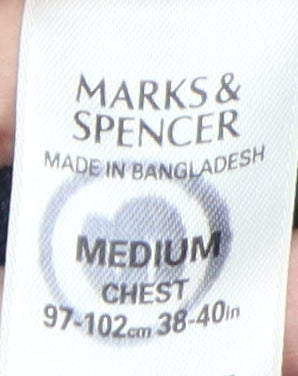 MARKS &
SPENCER
MADE IN BANGLADESH
MEDIUM
CHEST
97-102cm 38-40in